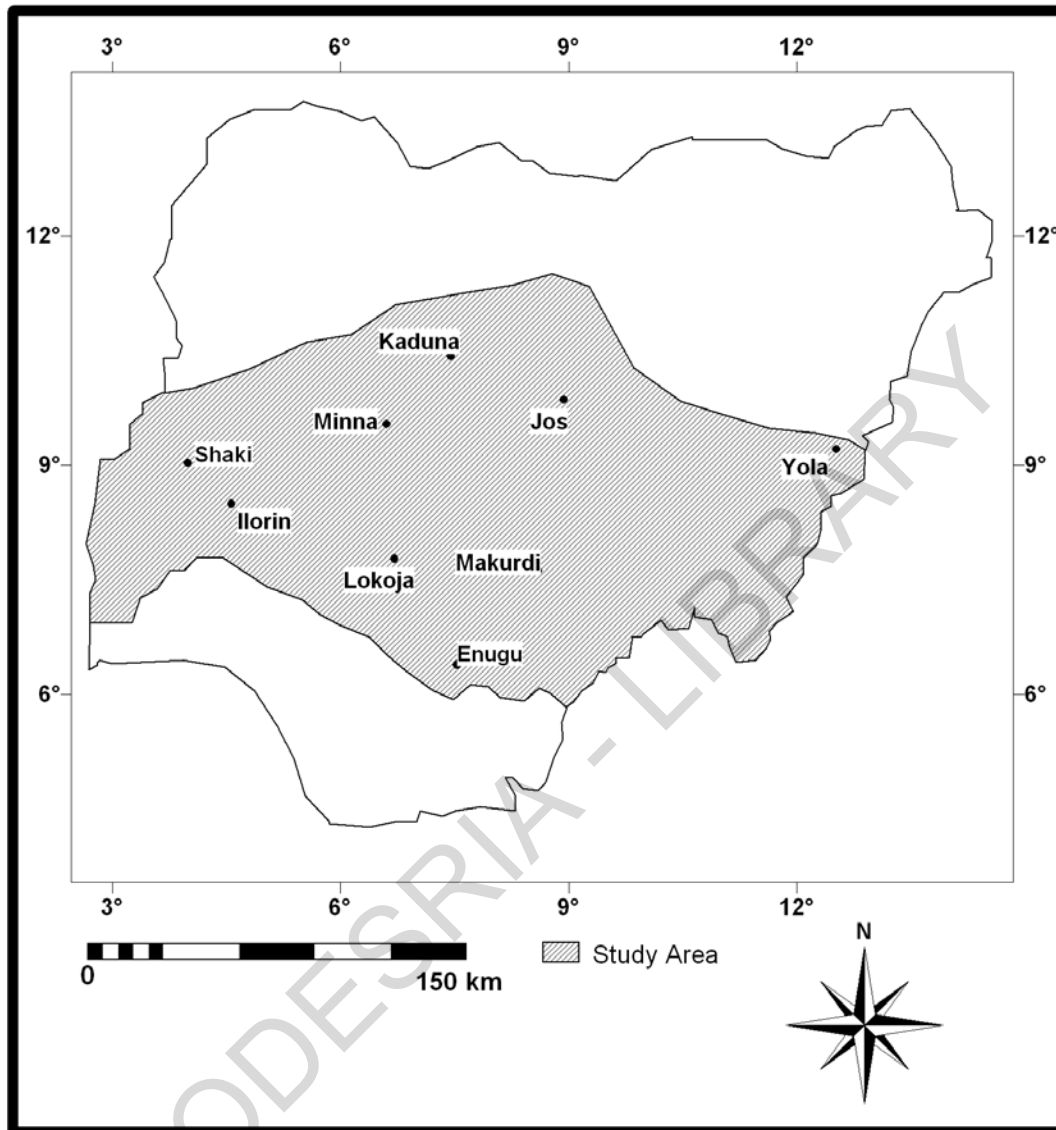 3° 6° 9° 12°
12° 12°
Kaduna
Minna Jos
Shaki
9° Yola 9°
Ilorin
Makurdi
Lokoja
Enugu
6° 6°
3° 6° 9° 12°
N
0 150 km
Study Area
ODESRIA - LIBRARY